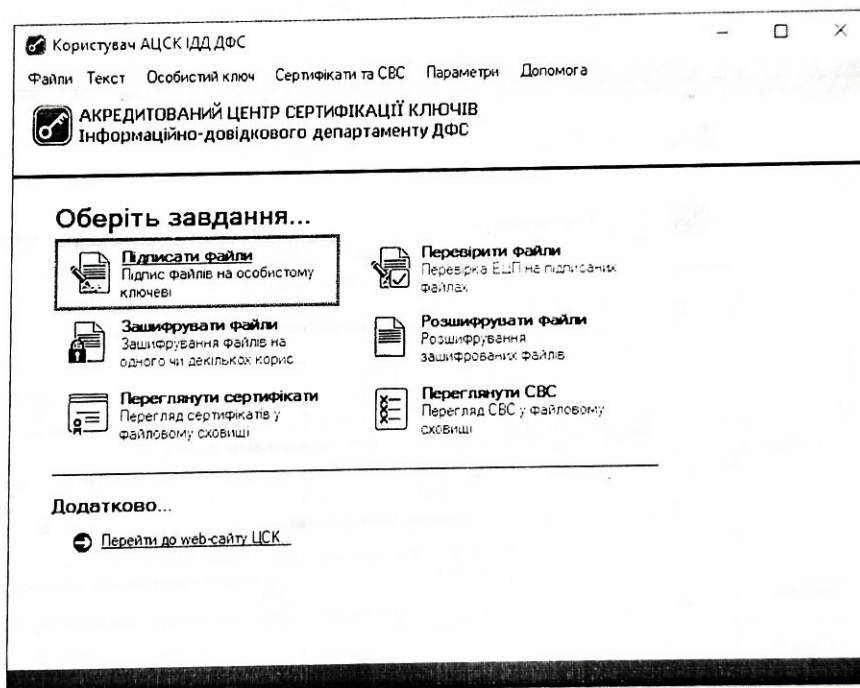 Користувач АЦСК ІДД ДФС
Файли Текст Особистий ключ Сертифікати та СВС Параметри Допомога
АКРЕДИТОВАНИЙ ЦЕНТР СЕРТИФІКАЦІЇ КЛЮЧІВ
Інформаційно-довідкового департаменту ДФС
Оберіть завдання...
Підписати файли
Підпис файлів на особистому
ключеві
Перевірити файли
Перевірка ЕЦП на підписаних
файлах
Зашифрувати файли
Зашифрування файлів на
одного чи декількох корис...
Розшифрувати файли
Розшифрування
зашифрованих файлів
Переглянути сертифікати
Перегляд сертифікатів у
файловому сховищі
Переглянути СВС
Перегляд СВС у файловому
сховищі
Додатково...
Перейти до web-сайту ЦСК...